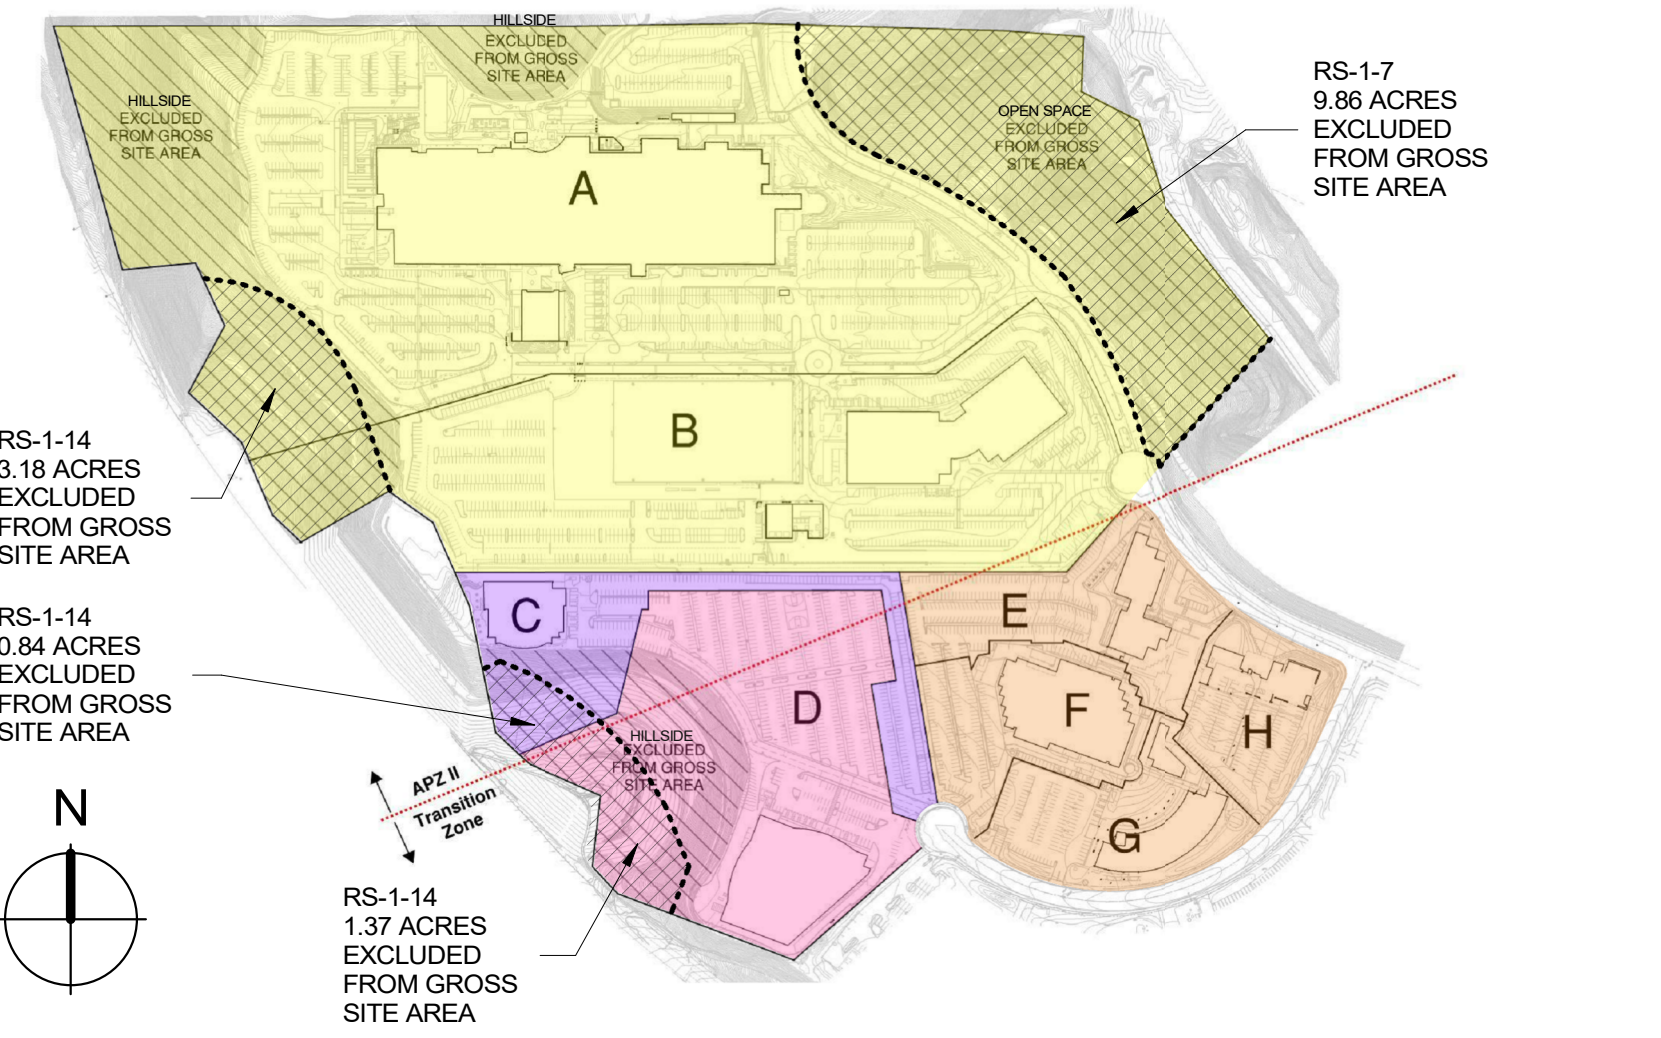 HILLSIDE
EXCLUDED
FROM GROSS
SITE AREA
HILLSIDE
EXCLUDED
FROM GROSS
SITE AREA
OPEN SPACE
EXCLUDED
FROM GROSS
SITE AREA
RS-1-7
9.86 ACRES
EXCLUDED
FROM GROSS
SITE AREA
A
B
RS-1-14
3.18 ACRES
EXCLUDED
FROM GROSS
SITE AREA
C
D
E
F
G
H
RS-1-14
0.84 ACRES
EXCLUDED
FROM GROSS
SITE AREA
HILLSIDE
EXCLUDED
FROM GROSS
SITE AREA
APZ II
Transition
Zone
N
RS-1-14
1.37 ACRES
EXCLUDED
FROM GROSS
SITE AREA